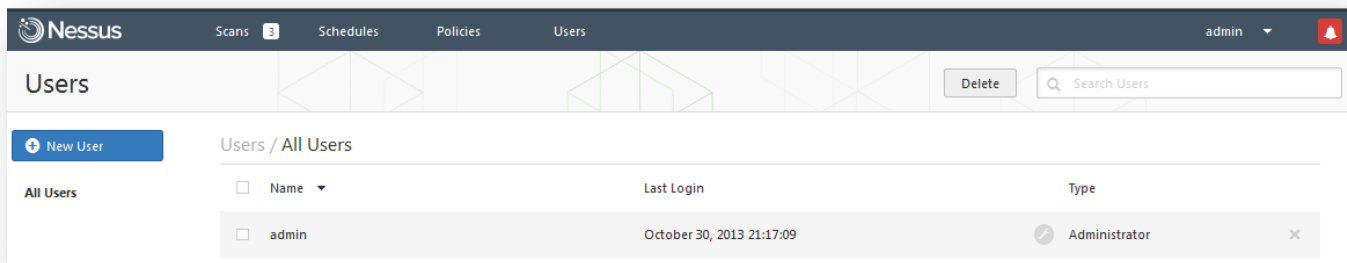 Nessus Scans 3 Schedules Policies Users admin
Users Delete Search Users
New User Users / All Users
All Users Name Last Login Type
admin October 30, 2013 21:17:09 Administrator